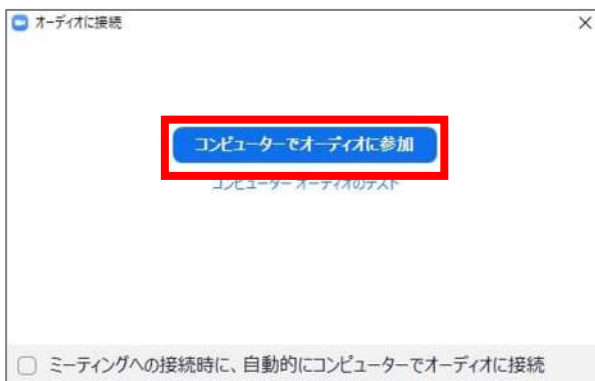 オーディオに接続
コンピューターでオーディオに参加
コンピューター オーディオのテスト
ミーティングへの接続時に、自動的にコンピューターでオーディオに接続